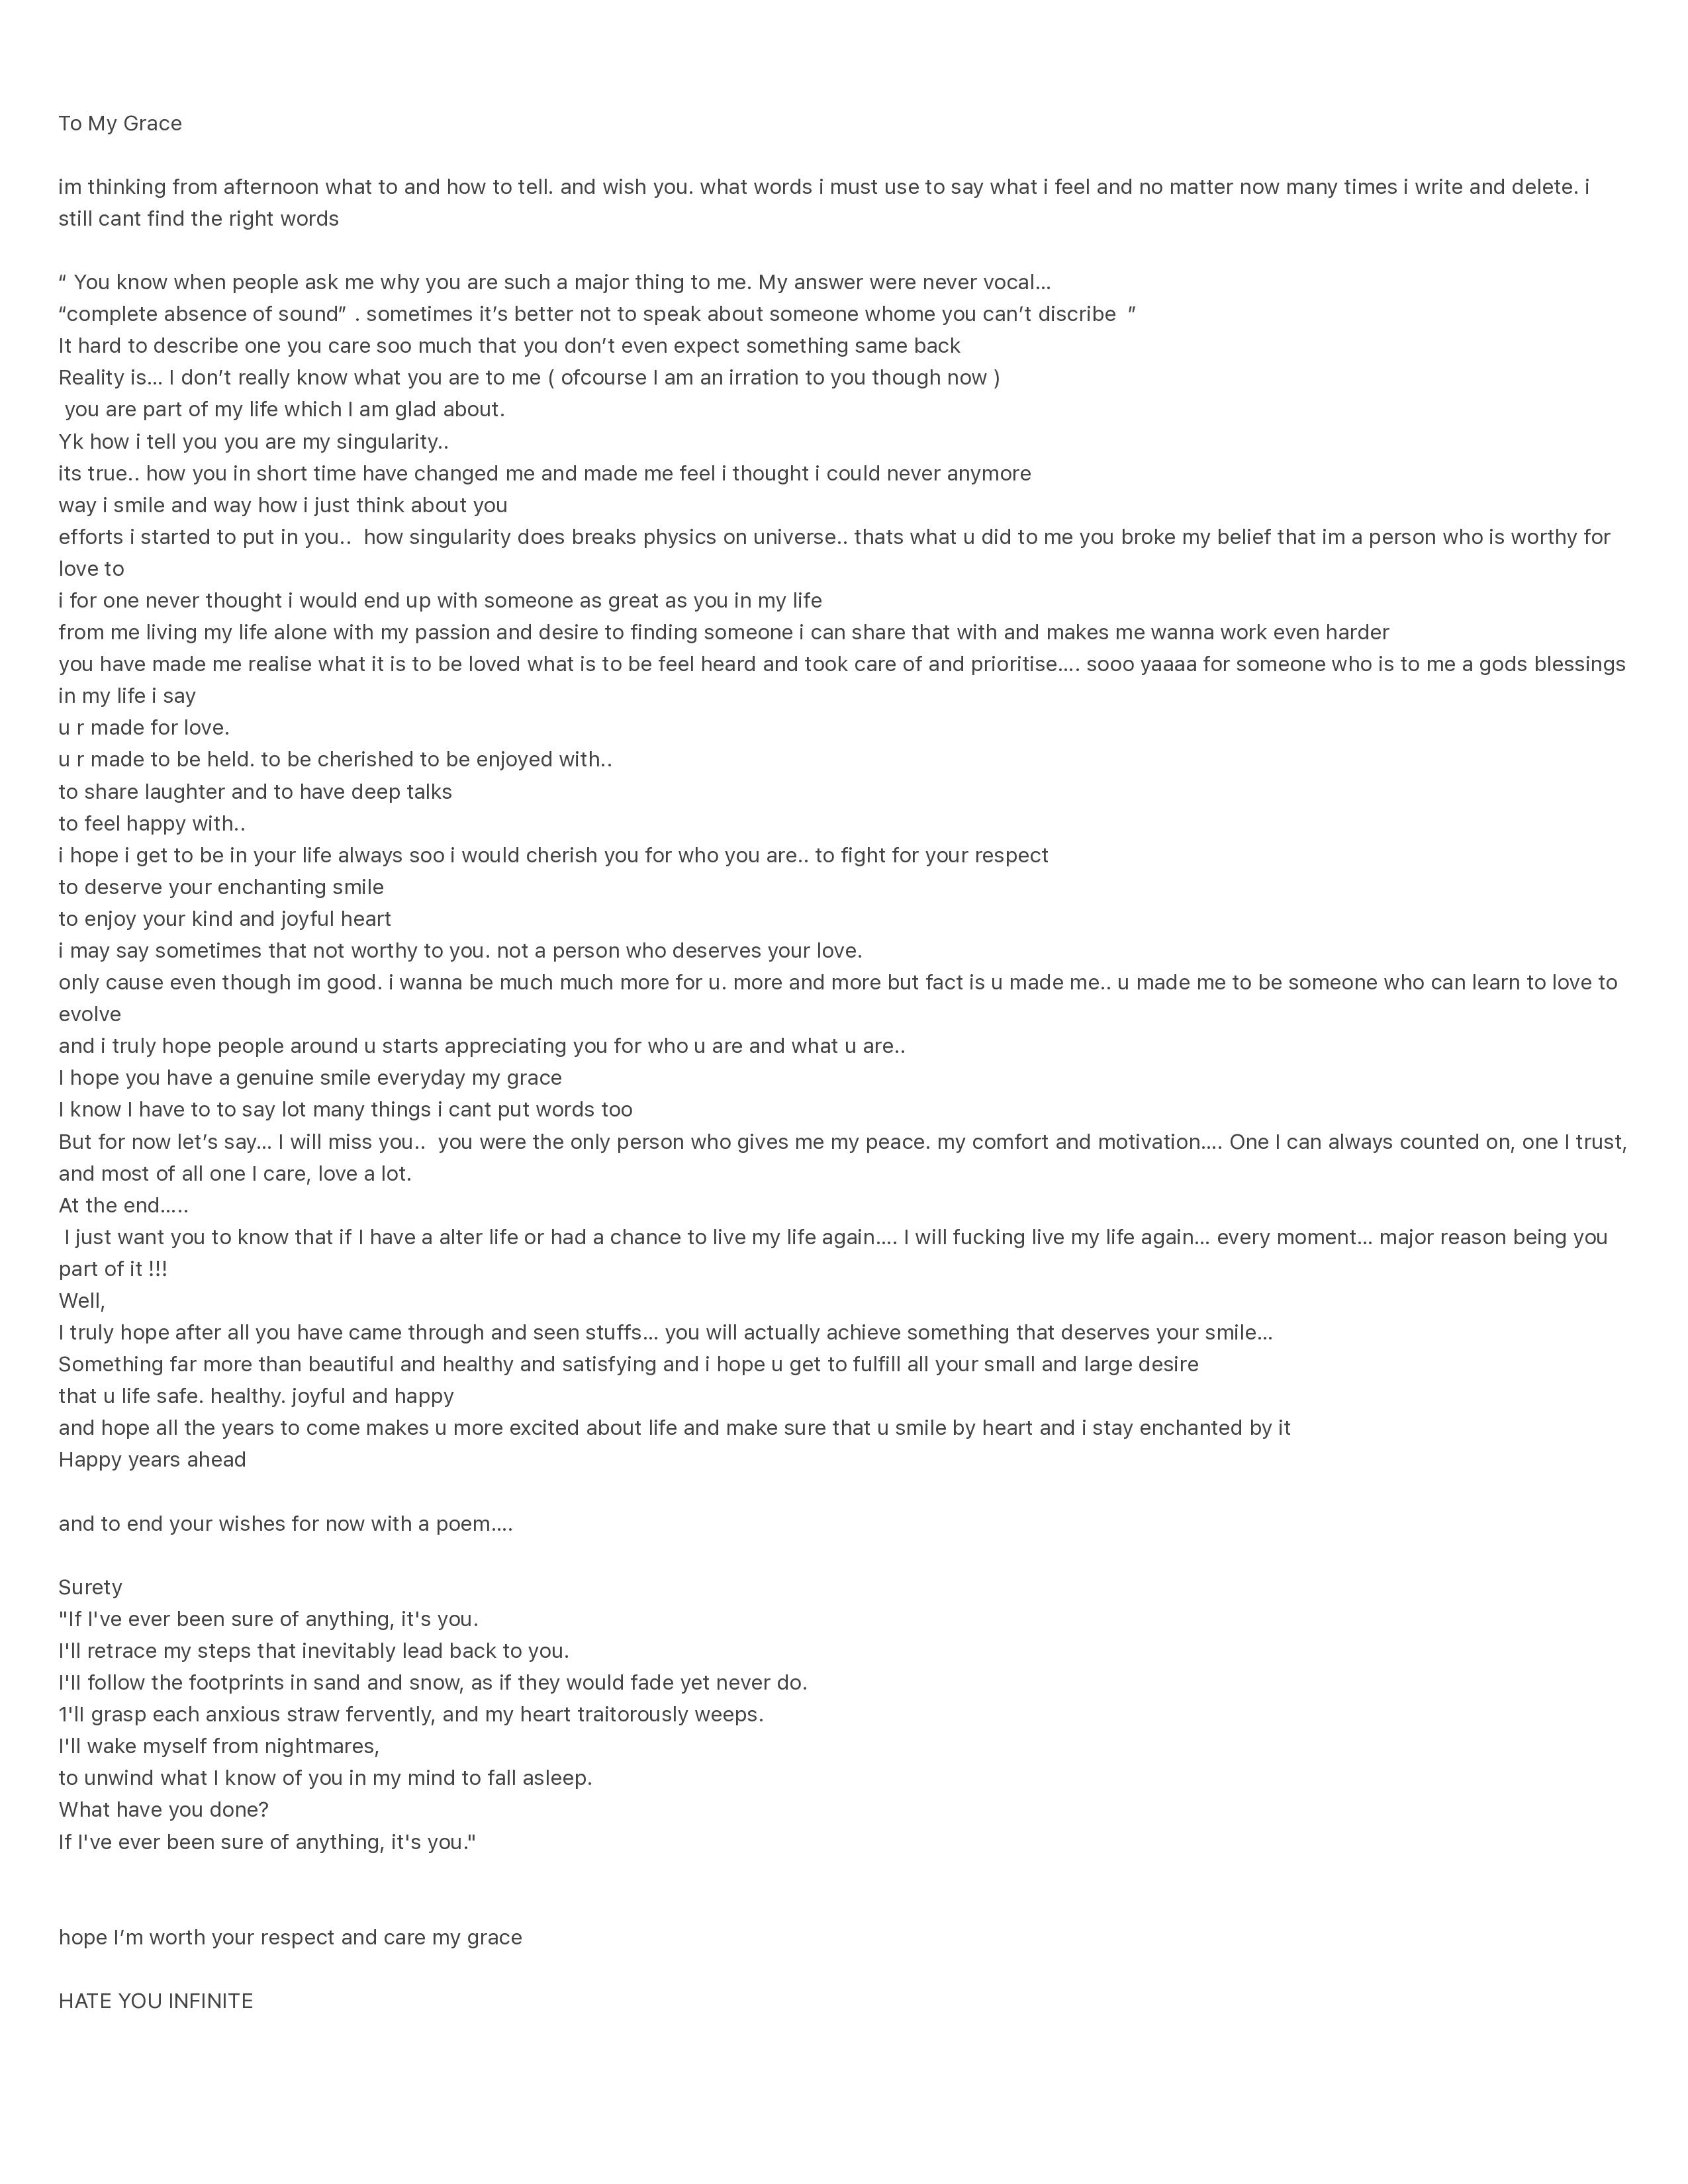 To My Grace
im thinking from afternoon what to and how to tell. and wish you. what words i must use to say what i feel and no matter now many times i write and delete. i
still cant find the right words
“ You know when people ask me why you are such a major thing to me. My answer were never vocal...
“complete absence of sound” . sometimes it’s better not to speak about someone whome you can’t discribe ”
It hard to describe one you care soo much that you don’t even expect something same back
Reality is... I don’t really know what you are to me ( ofcourse I am an irration to you though now )
you are part of my life which I am glad about.
Yk how i tell you you are my singularity..
its true.. how you in short time have changed me and made me feel i thought i could never anymore
way i smile and way how i just think about you
efforts i started to put in you.. how singularity does breaks physics on universe.. thats what u did to me you broke my belief that im a person who is worthy for
love to
i for one never thought i would end up with someone as great as you in my life
from me living my life alone with my passion and desire to finding someone i can share that with and makes me wanna work even harder
you have made me realise what it is to be loved what is to be feel heard and took care of and prioritise.... sooo yaaaa for someone who is to me a gods blessings
in my life i say
u r made for love.
u r made to be held. to be cherished to be enjoyed with..
to share laughter and to have deep talks
to feel happy with..
i hope i get to be in your life always soo i would cherish you for who you are.. to fight for your respect
to deserve your enchanting smile
to enjoy your kind and joyful heart
i may say sometimes that not worthy to you. not a person who deserves your love.
only cause even though im good. i wanna be much much more for u. more and more but fact is u made me.. u made me to be someone who can learn to love to
evolve
and i truly hope people around u starts appreciating you for who u are and what u are..
I hope you have a genuine smile everyday my grace
I know I have to to say lot many things i cant put words too
But for now let’s say... I will miss you.. you were the only person who gives me my peace. my comfort and motivation.... One I can always counted on, one I trust,
and most of all one I care, love a lot.
At the end.....
I just want you to know that if I have a alter life or had a chance to live my life again.... I will fucking live my life again... every moment... major reason being you
part of it !!!
Well,
I truly hope after all you have came through and seen stuffs... you will actually achieve something that deserves your smile...
Something far more than beautiful and healthy and satisfying and i hope u get to fulfill all your small and large desire
that u life safe. healthy. joyful and happy
and hope all the years to come makes u more excited about life and make sure that u smile by heart and i stay enchanted by it
Happy years ahead
and to end your wishes for now with a poem....
Surety
"If I've ever been sure of anything, it's you.
I'll retrace my steps that inevitably lead back to you.
I'll follow the footprints in sand and snow, as if they would fade yet never do.
1'll grasp each anxious straw fervently, and my heart traitorously weeps.
I'll wake myself from nightmares,
to unwind what I know of you in my mind to fall asleep.
What have you done?
If I've ever been sure of anything, it's you."
hope I’m worth your respect and care my grace
HATE YOU INFINITE